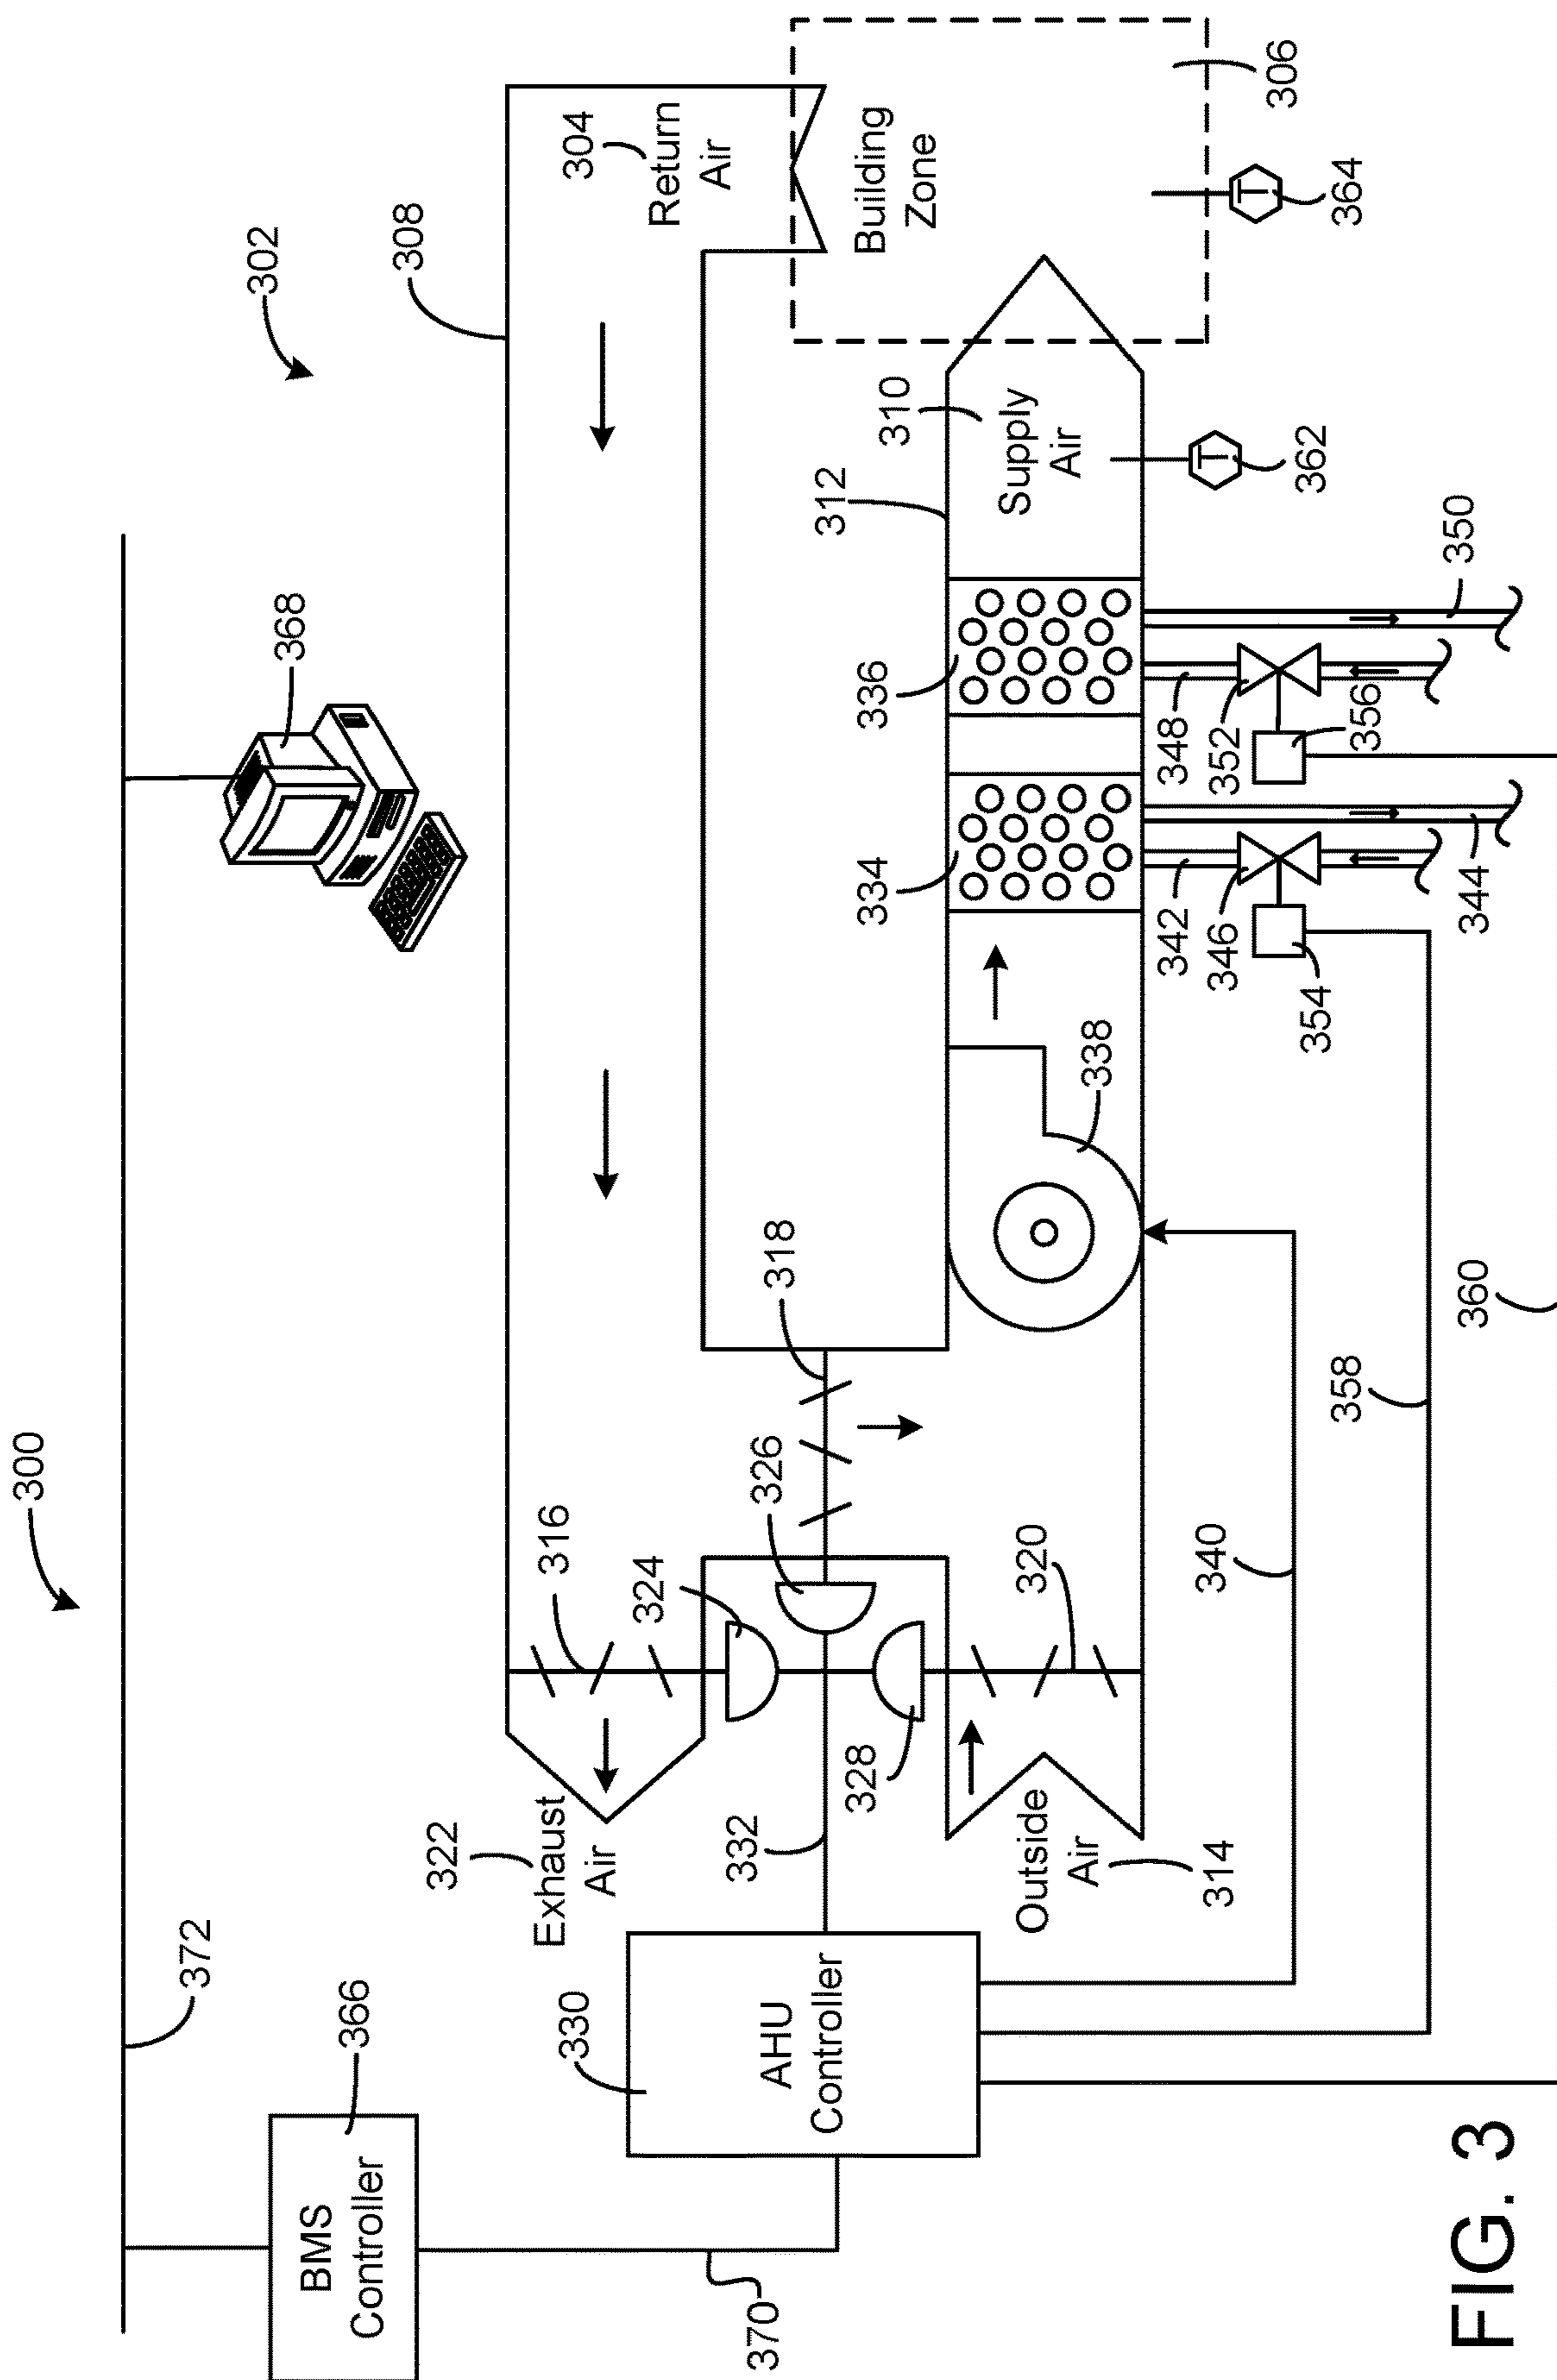 300
372
BMS
Controller
366
368
302
370
330
AHU
Controller
322
Exhaust
Air
332
316
324
326
318
328
308
304
Return
Air
Building
Zone
306
Outside
Air
314
320
338
334
336
312
310
Supply
Air
362
364
340
342
346
354
344
348
352
356
350
358
360
T
T
FIG. 3